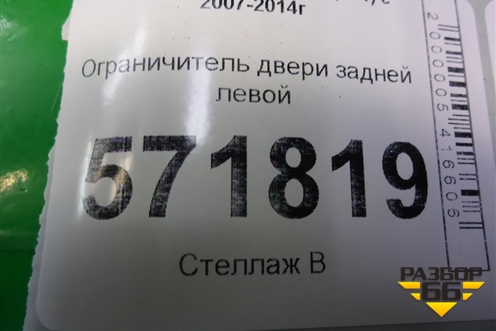 2007-2014г
Ограничитель двери задней
левой
571819
Стеллаж В
2000005416606
РАЗБОР
66